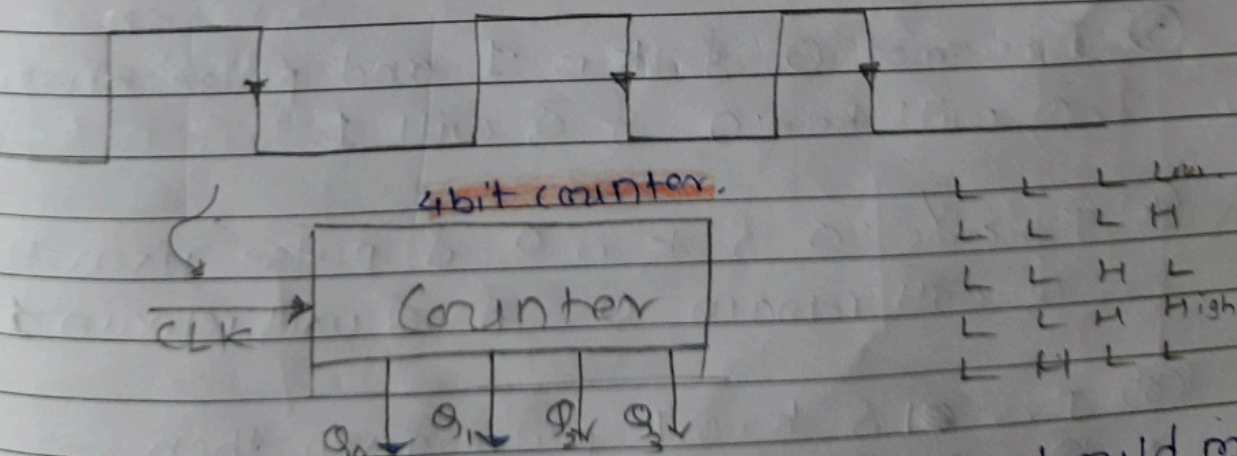 4bit counter.
L L L Low.
L L L H
L L H L
L L H High
L H L L
Counter
CLK
Q0 Q1 Q2 Q3